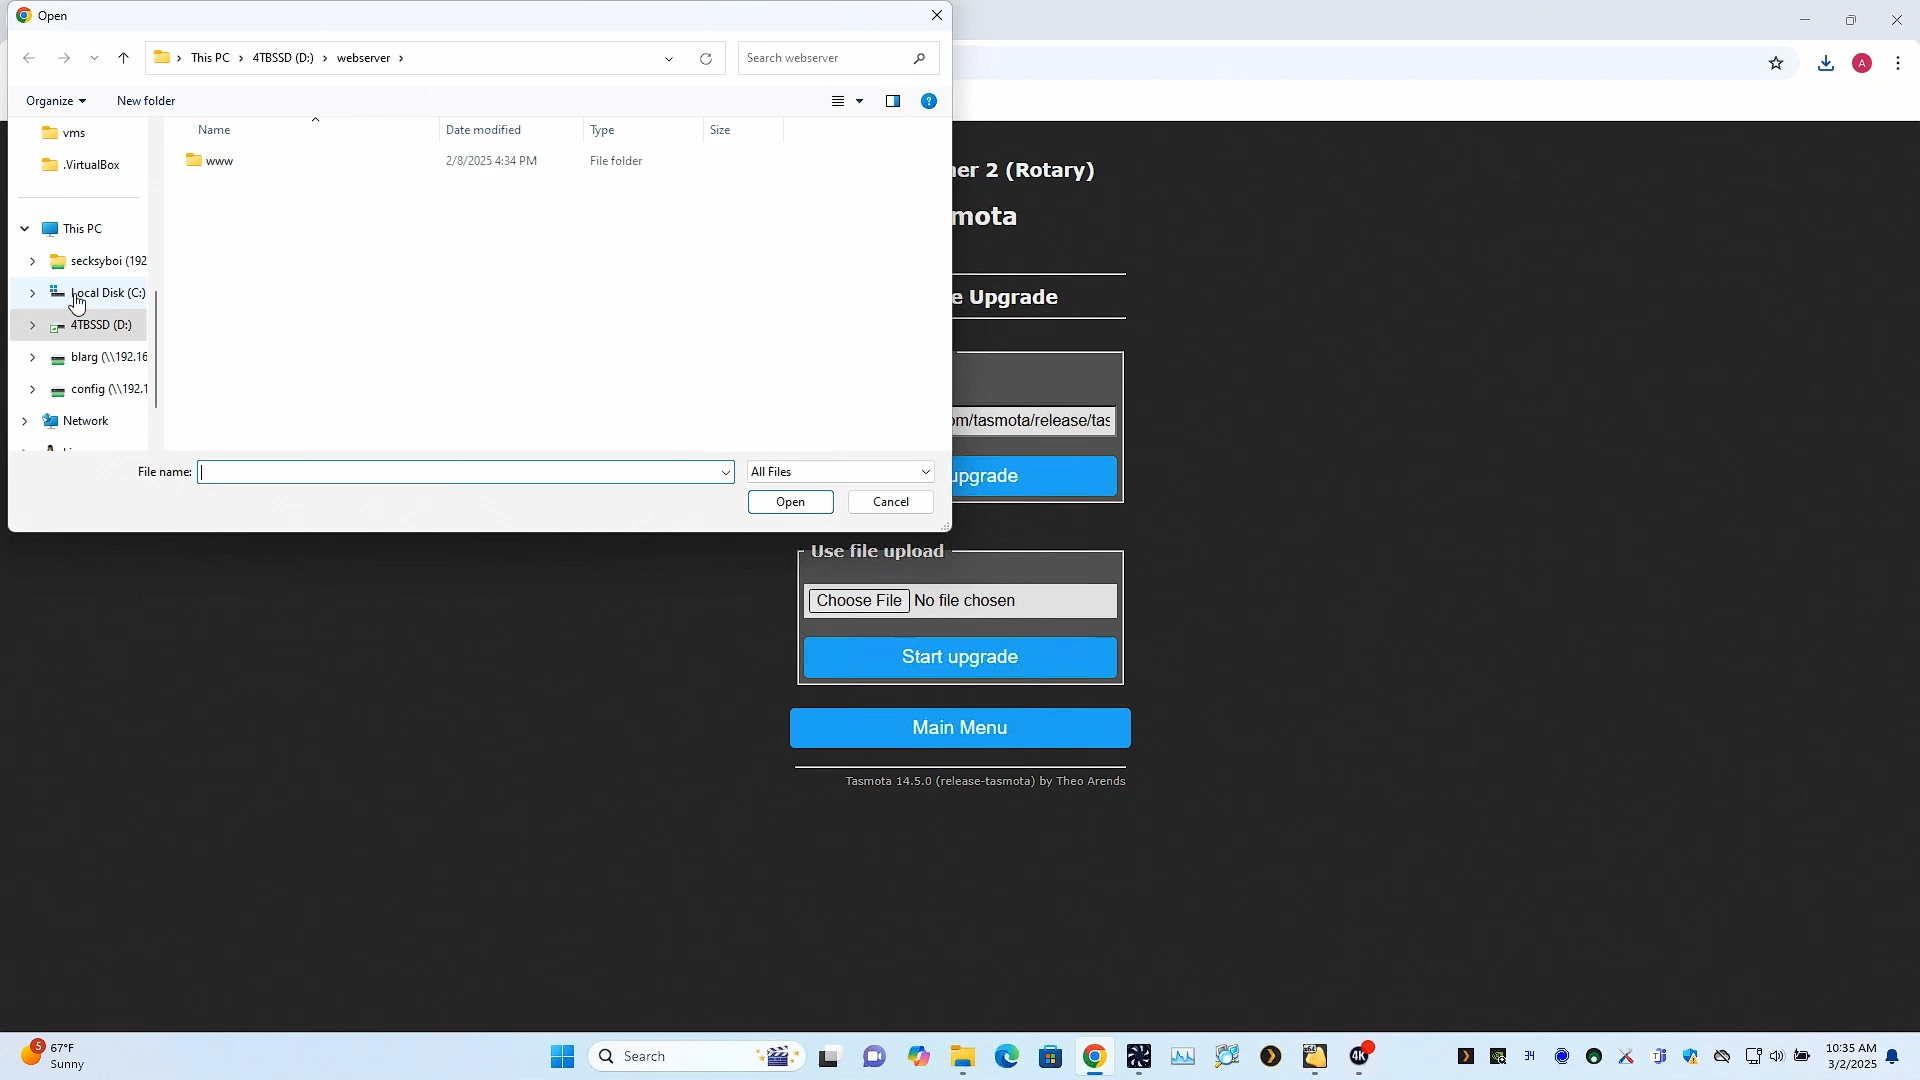 Open
This PC
4TBSSD (D:)
webserver
Search webserver
A
Organize
New folder
?
Name
Date modified
Type
Size
www
2/8/2025 4:34 PM
File folder
vms
.VirtualBox
This PC
secksyboi (192
Local Disk (C:)
4TBSSD (D:)
blarg (\\192.16
config (\\192.1
Network
File name:
All Files
Open
Cancel
er 2 (Rotary)
mota
e Upgrade
om/tasmota/release/tas
upgrade
Use file upload
Choose File
No file chosen
Start upgrade
Main Menu
Tasmota 14.5.0 (release-tasmota) by Theo Arends
5
67°F
Sunny
Search
4K
34
10:35 AM
3/2/2025